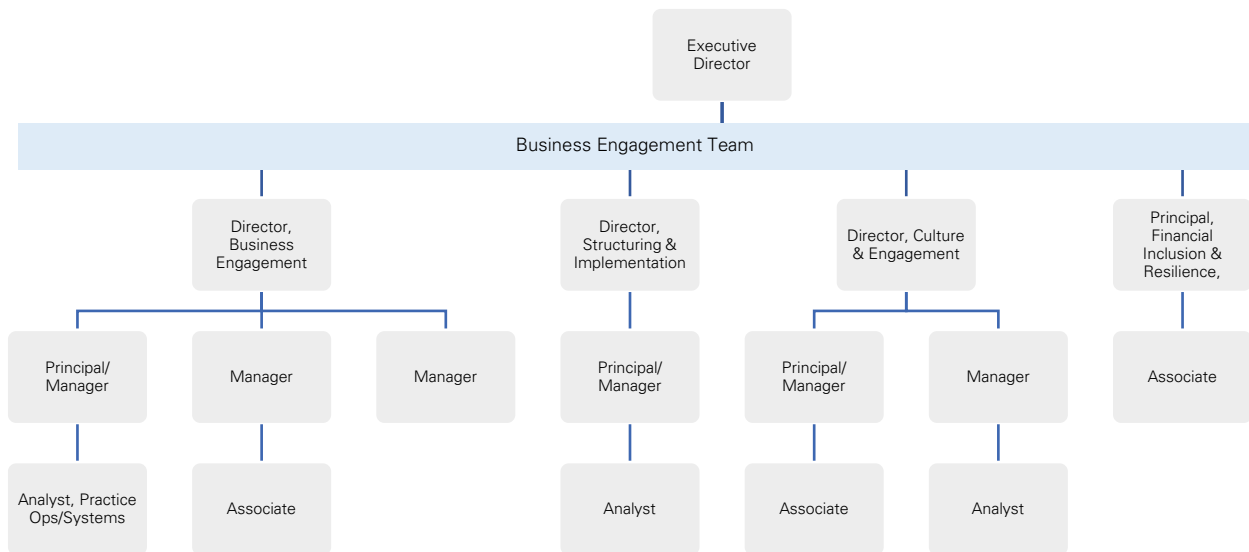 Executive
Director
Business Engagement Team
Director,
Business
Engagement
Director,
Structuring &
Implementation
Director, Culture
& Engagement
Principal,
Financial
Inclusion &
Resilience,
Principal/
Manager
Manager
Manager
Principal/
Manager
Principal/
Manager
Manager
Associate
Analyst, Practice
Ops/Systems
Associate
Analyst
Associate
Analyst